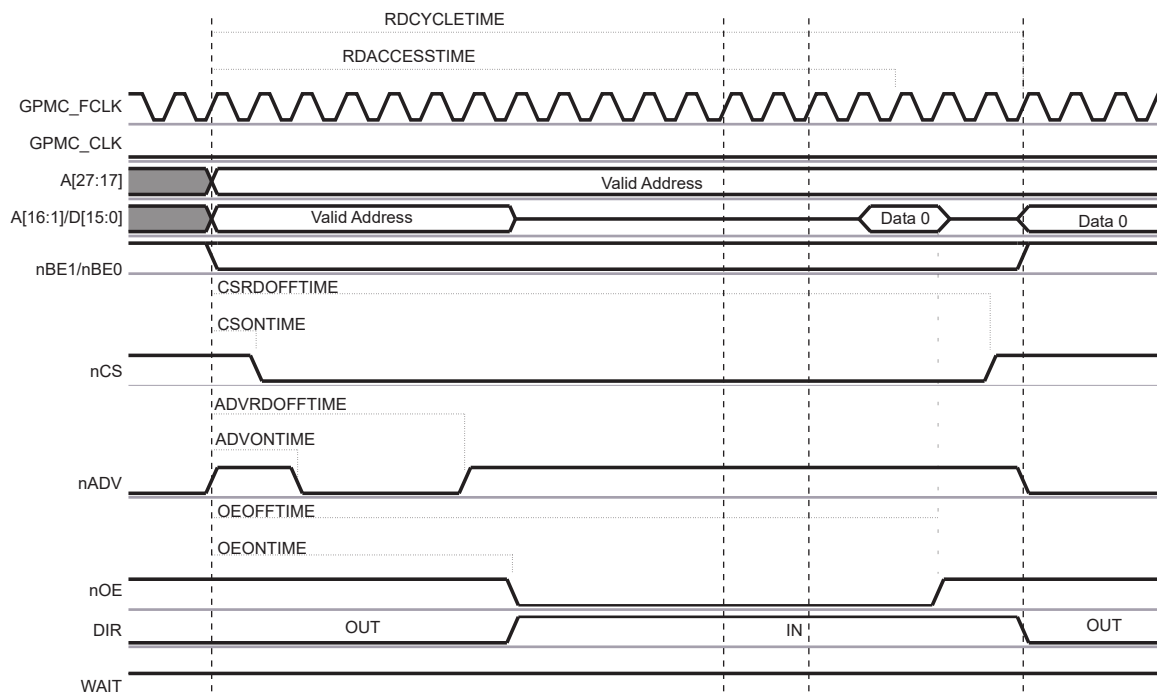 RDCYCLETIME
RDACCESSTIME
GPMC_FCLK
GPMC_CLK
A[27:17]
Valid Address
A[16:1]/D[15:0]
Valid Address
Data 0
Data 0
nBE1/nBE0
CSRDOFFTIME
CSONTIME
nCS
ADVRDOFFTIME
ADVONTIME
nADV
OEOFFTIME
OEONTIME
nOE
DIR
OUT
IN
OUT
WAIT